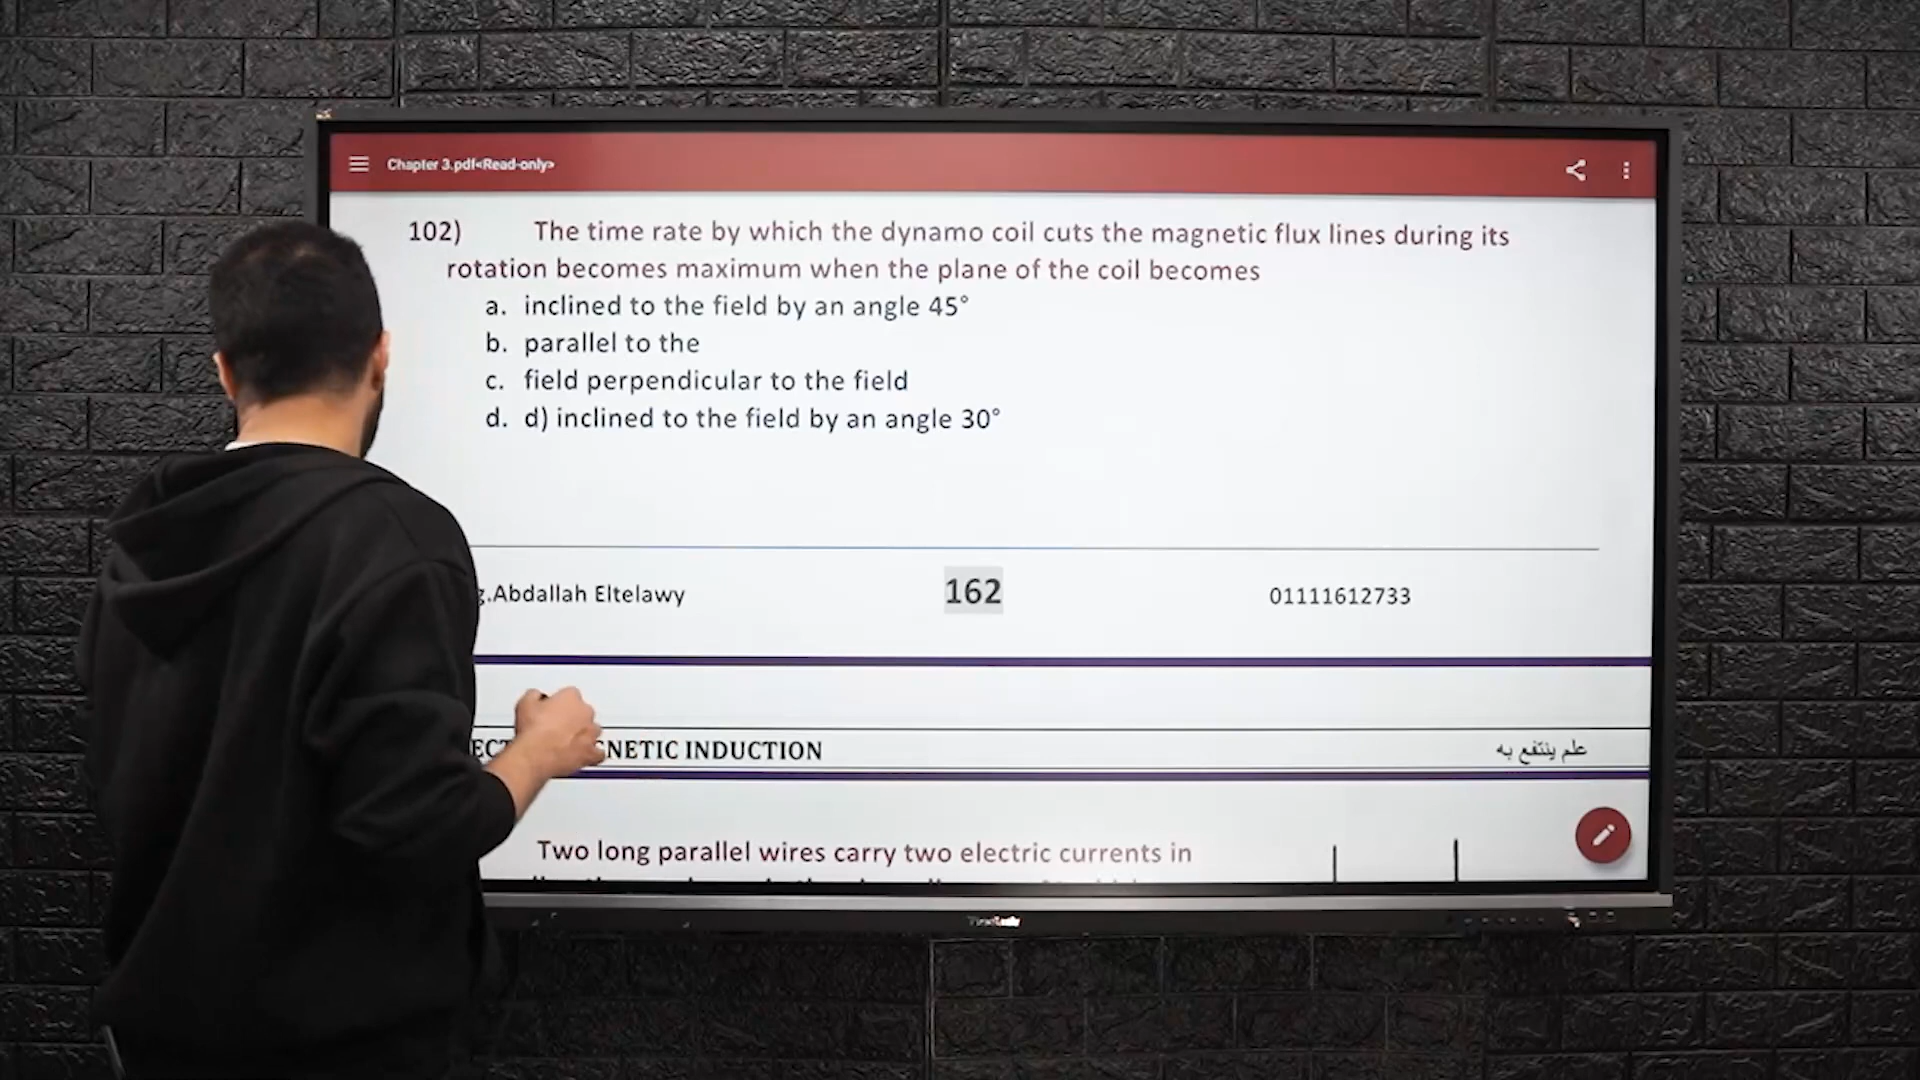 Chapter 3.pdf<Read-only>
102) The time rate by which the dynamo coil cuts the magnetic flux lines during its
rotation becomes maximum when the plane of the coil becomes
a. inclined to the field by an angle 45°
b. parallel to the
c. field perpendicular to the field
d. d) inclined to the field by an angle 30°
.Abdallah Eltelawy 162 01111612733
INDUCTION علم ينتفع به
Two long parallel wires carry two electric currents in